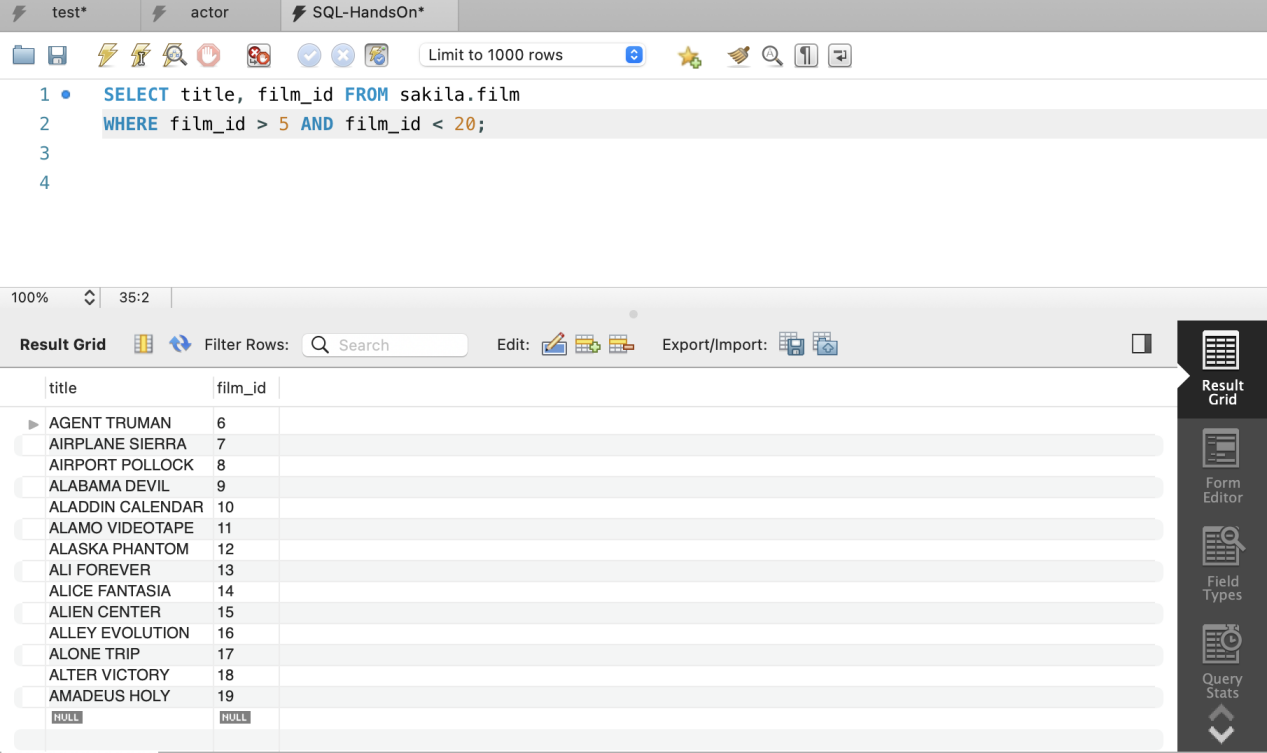 test* actor SQL-HandsOn*
Limit to 1000 rows
1 SELECT title, film_id FROM sakila.film
2 WHERE film_id > 5 AND film_id < 20;
3
4
100% 35:2
Result Grid Filter Rows: Search Edit: Export/Import:
title film_id
AGENT TRUMAN 6
AIRPLANE SIERRA 7
AIRPORT POLLOCK 8
ALABAMA DEVIL 9
ALADDIN CALENDAR 10
ALAMO VIDEOTAPE 11
ALASKA PHANTOM 12
ALI FOREVER 13
ALICE FANTASIA 14
ALIEN CENTER 15
ALLEY EVOLUTION 16
ALONE TRIP 17
ALTER VICTORY 18
AMADEUS HOLY 19
NULL NULL
Result
Grid
Form
Editor
Field
Types
Query
Stats